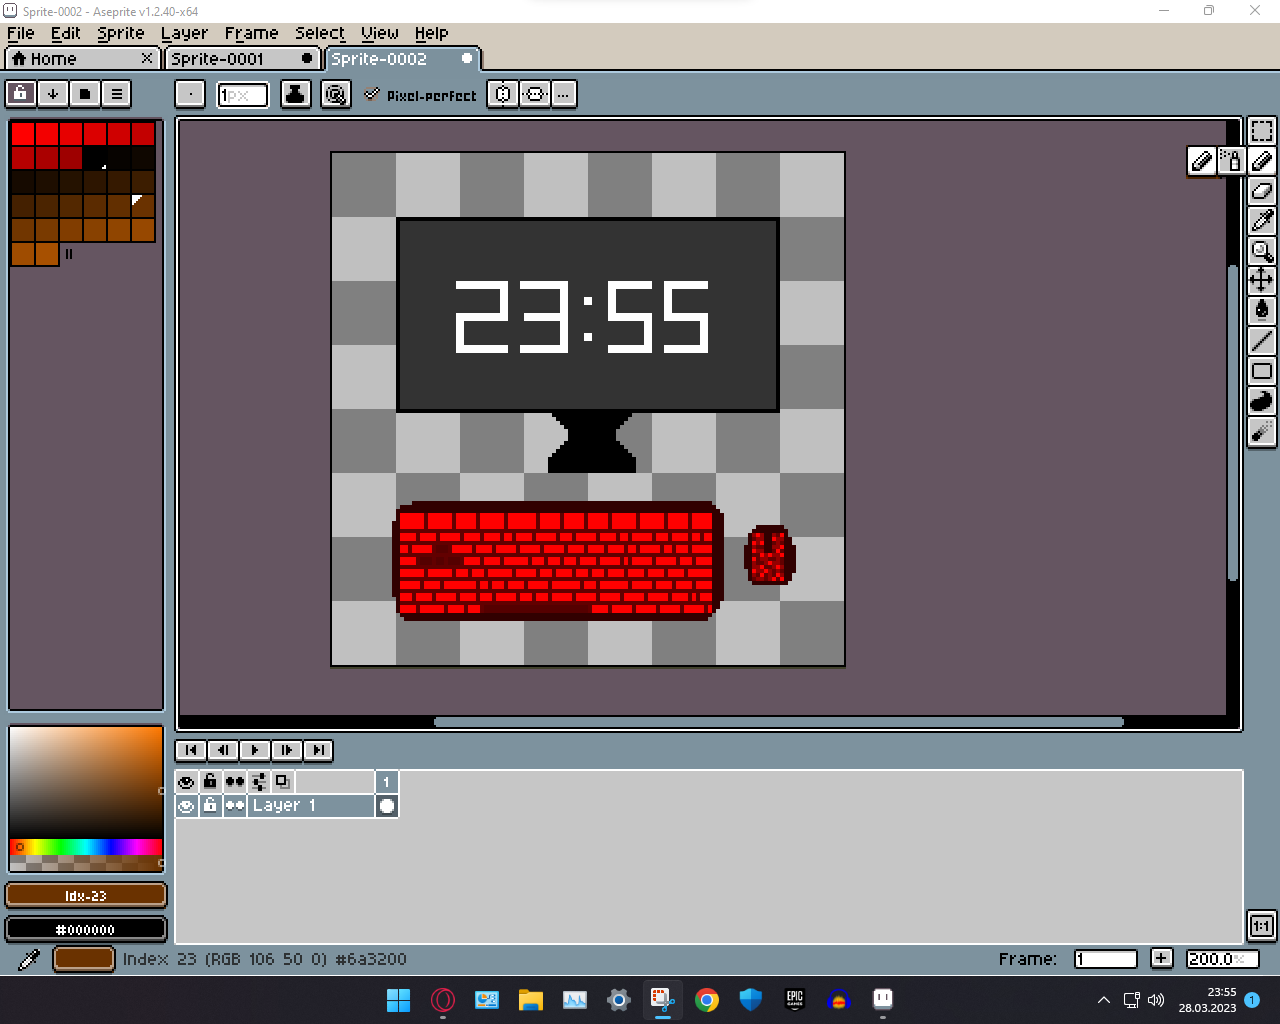 Sprite-0002 - Aseprite v1.2.40-x64
File Edit Sprite Layer Frame Select View Help
Home Sprite-0001 Sprite-0002
1px Pixel-perfect
23:55
1
Layer 1
Idx-23
#000000
1:1
Index 23 (RGB 106 50 0) #6a3200 Frame: 1 200.0%
EPIC GAMES
23:55
28.03.2023
1